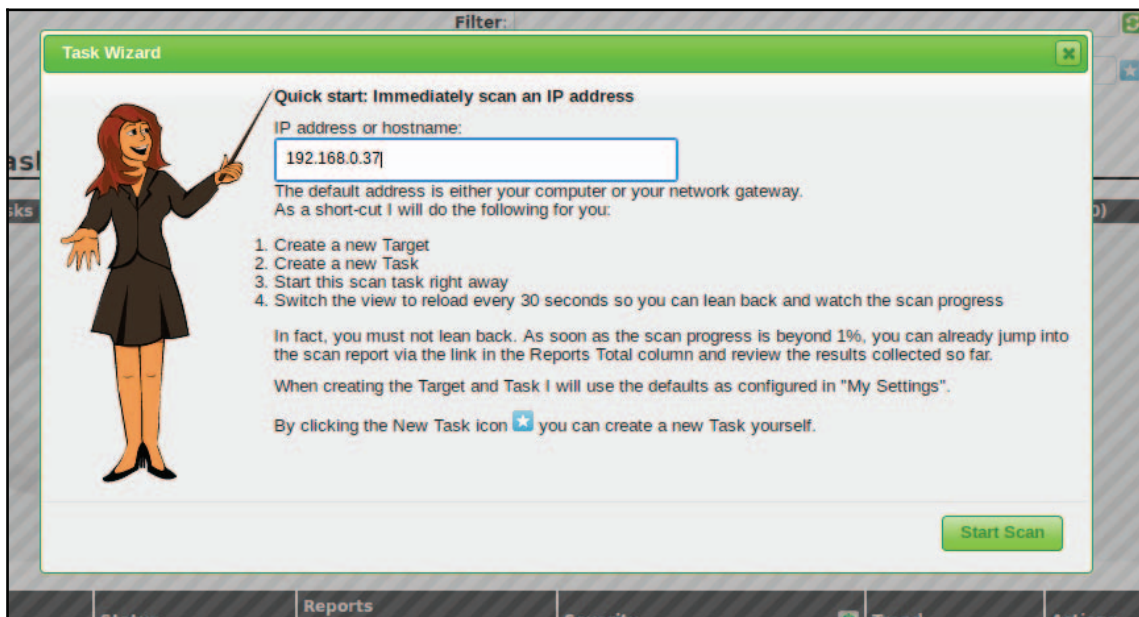 Filter:
Task Wizard
Quick start: Immediately scan an IP address
IP address or hostname:
192.168.0.37
The default address is either your computer or your network gateway.
As a short-cut I will do the following for you:
1. Create a new Target
2. Create a new Task
3. Start this scan task right away
4. Switch the view to reload every 30 seconds so you can lean back and watch the scan progress
In fact, you must not lean back. As soon as the scan progress is beyond 1%, you can already jump into
the scan report via the link in the Reports Total column and review the results collected so far.
When creating the Target and Task I will use the defaults as configured in "My Settings".
By clicking the New Task icon you can create a new Task yourself.
Start Scan
Reports